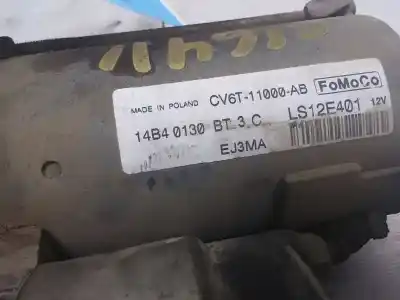 MADE IN POLAND CV6T-11000-AB FoMoCo
14B4 0130 BT 3 C LS12E401 12V
EJ3MA